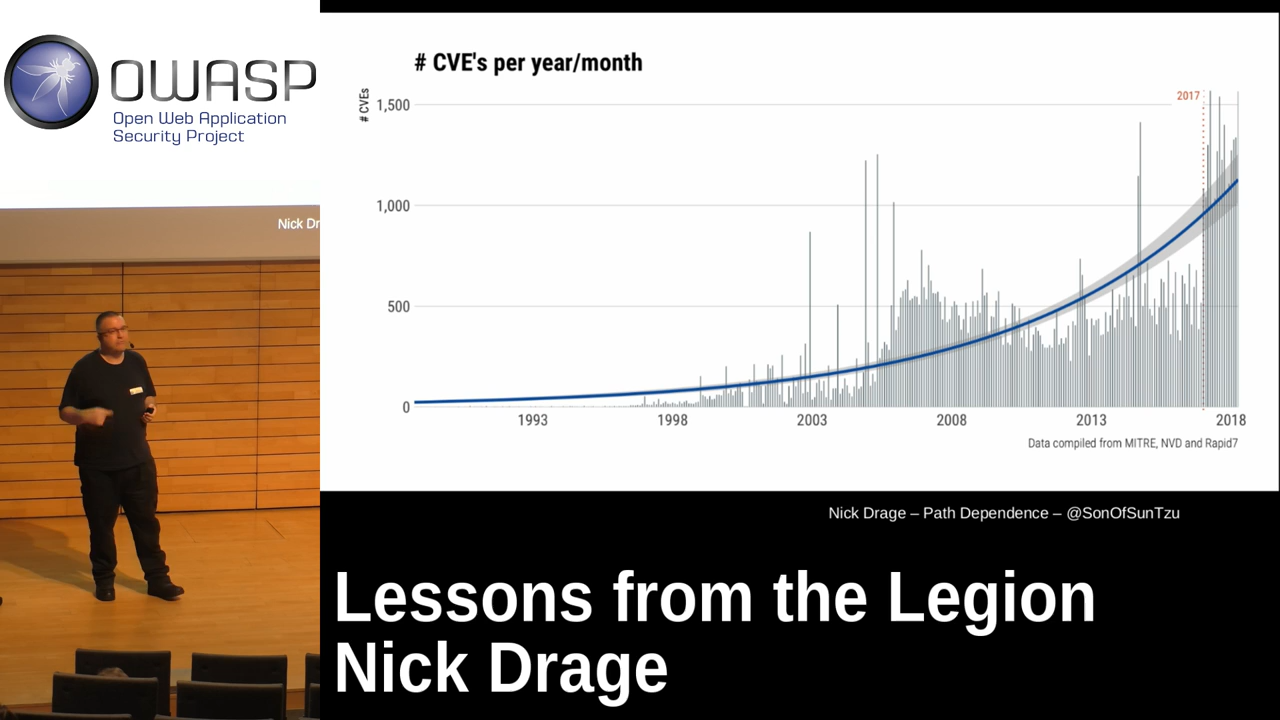 OWASP
Open Web Application
Security Project
Nick Dr
# CVE's per year/month
# CVEs
1,500
1,000
500
0
2017
1993 1998 2003 2008 2013 2018
Data compiled from MITRE, NVD and Rapid7
Nick Drage – Path Dependence – @SonOfSunTzu
Lessons from the Legion
Nick Drage